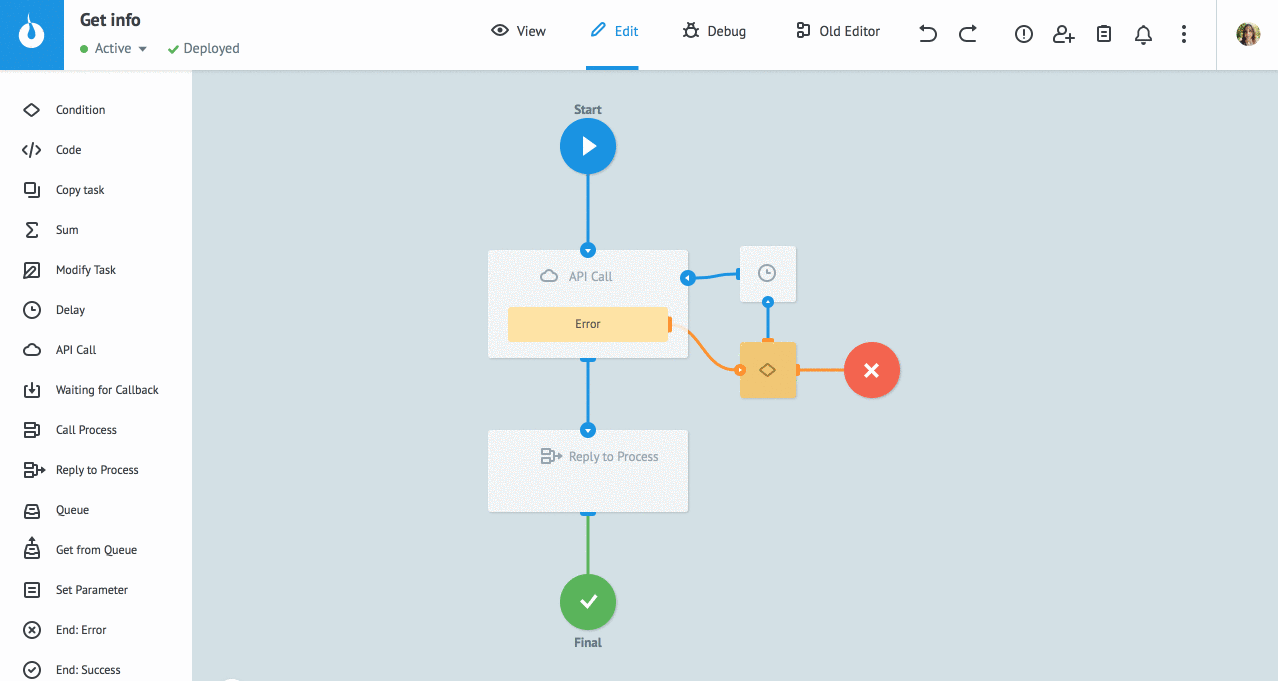 Get info
Active
Deployed
View
Edit
Debug
Old Editor
Condition
Code
Copy task
Sum
Modify Task
Delay
API Call
Waiting for Callback
Call Process
Reply to Process
Queue
Get from Queue
Set Parameter
End: Error
End: Success
Start
API Call
Error
Reply to Process
Final